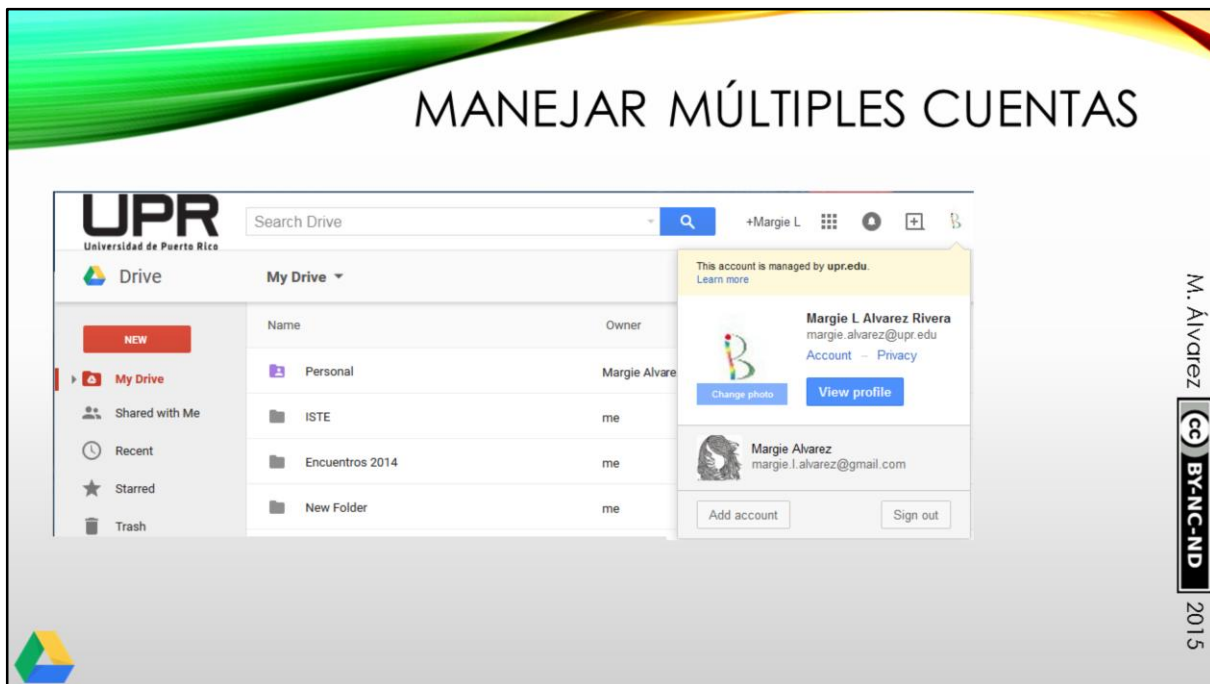 MANEJAR MÚLTIPLES CUENTAS
UPR
Universidad de Puerto Rico
Search Drive
+Margie L
Drive
My Drive
This account is managed by upr.edu.
Learn more
NEW
My Drive
Shared with Me
Recent
Starred
Trash
Name
Owner
Personal
Margie Alvare
ISTE
me
Encuentros 2014
me
New Folder
me
Margie L Alvarez Rivera
margie.alvarez@upr.edu
Account – Privacy
Change photo
View profile
Margie Alvarez
margie.l.alvarez@gmail.com
Add account
Sign out
M. Álvarez cc BY-NC-ND 2015